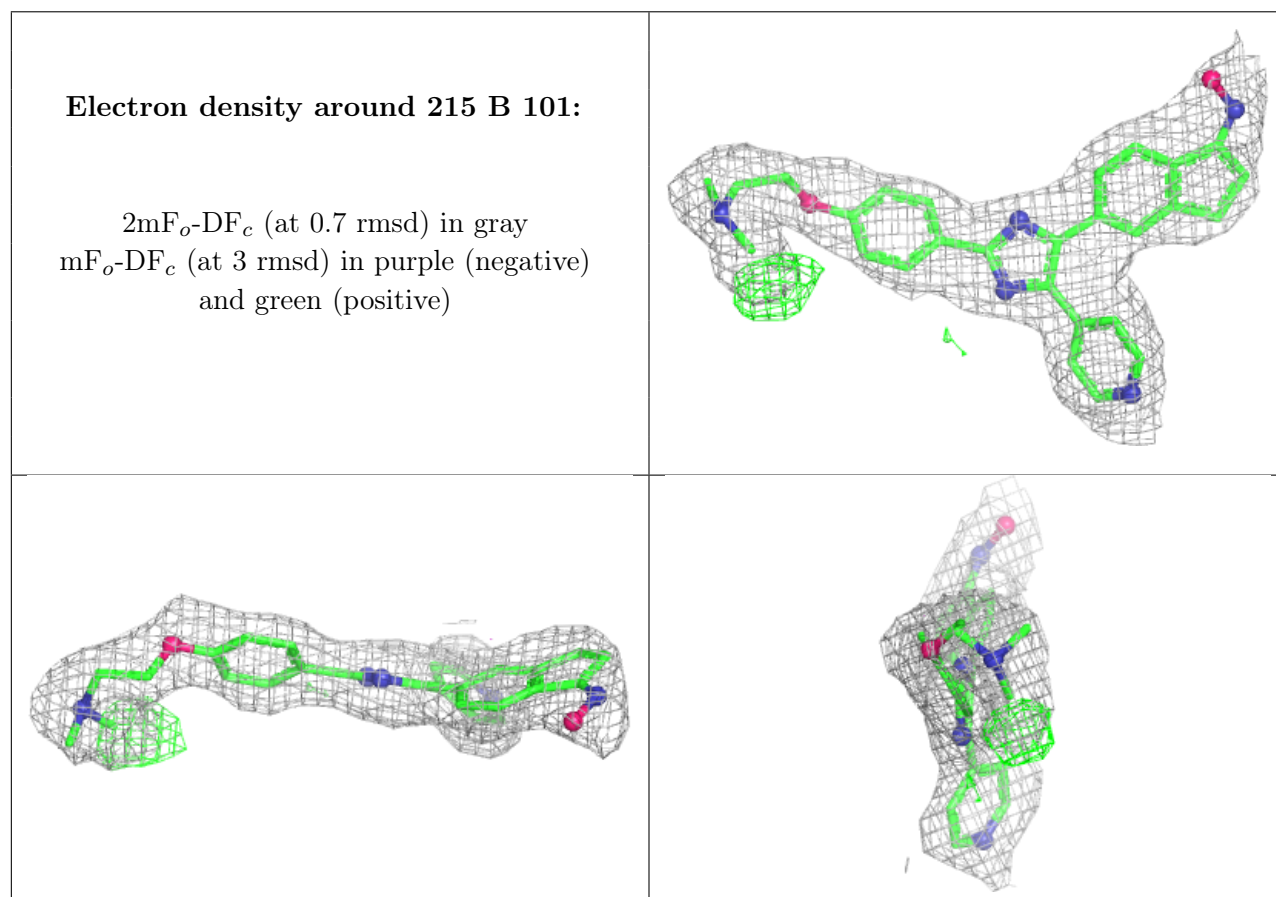 Electron density around 215 B 101:
2mFo-DFc (at 0.7 rmsd) in gray
mFo-DFc (at 3 rmsd) in purple (negative)
and green (positive)